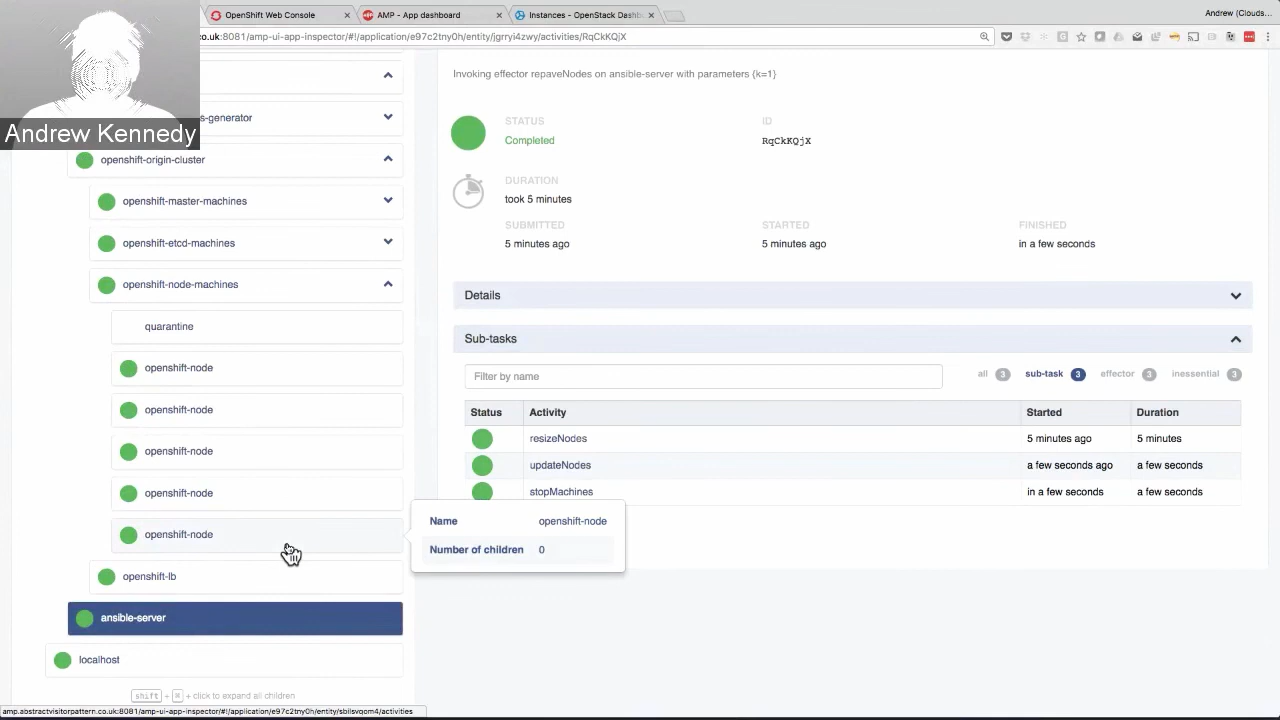 OpenShift Web Console
AMP - App dashboard
Instances - OpenStack Dashb
Andrew (Clouds...
co.uk:8081/amp-ui-app-inspector/#!/application/e97c2tny0h/entity/jgrryi4zwy/activities/RqCkKQjX
Andrew Kennedy
s-generator
openshift-origin-cluster
openshift-master-machines
openshift-etcd-machines
openshift-node-machines
quarantine
openshift-node
openshift-node
openshift-node
openshift-node
openshift-node
openshift-lb
ansible-server
localhost
shift + R + click to expand all children
amp.abstractvisitorpattern.co.uk:8081/amp-ui-app-inspector/#!/application/e97c2tny0h/entity/sbllsvqom4/activities
Invoking effector repaveNodes on ansible-server with parameters {k=1}
STATUS
Completed
ID
RqCkKQjX
DURATION
took 5 minutes
SUBMITTED
5 minutes ago
STARTED
5 minutes ago
FINISHED
in a few seconds
Details
Sub-tasks
Filter by name
all 3 sub-task 3 effector 3 inessential 3
Status Activity Started Duration
resizeNodes 5 minutes ago 5 minutes
updateNodes a few seconds ago a few seconds
stopMachines in a few seconds a few seconds
Name openshift-node
Number of children 0